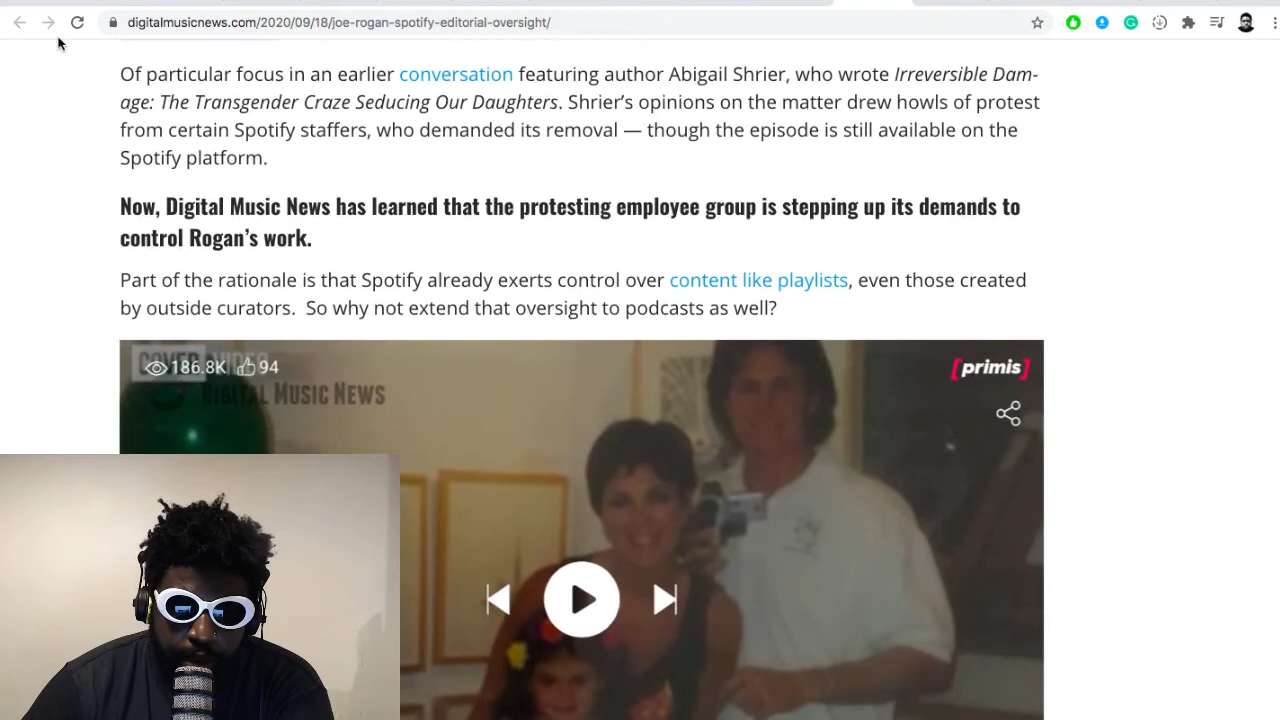 digitalmusicnews.com/2020/09/18/joe-rogan-spotify-editorial-oversight/
Of particular focus in an earlier conversation featuring author Abigail Shrier, who wrote Irreversible Dam-
age: The Transgender Craze Seducing Our Daughters. Shrier’s opinions on the matter drew howls of protest
from certain Spotify staffers, who demanded its removal — though the episode is still available on the
Spotify platform.
Now, Digital Music News has learned that the protesting employee group is stepping up its demands to
control Rogan’s work.
Part of the rationale is that Spotify already exerts control over content like playlists, even those created
by outside curators.  So why not extend that oversight to podcasts as well?
COVER VIDEO
186.8K 94
[primis]
Digital Music News